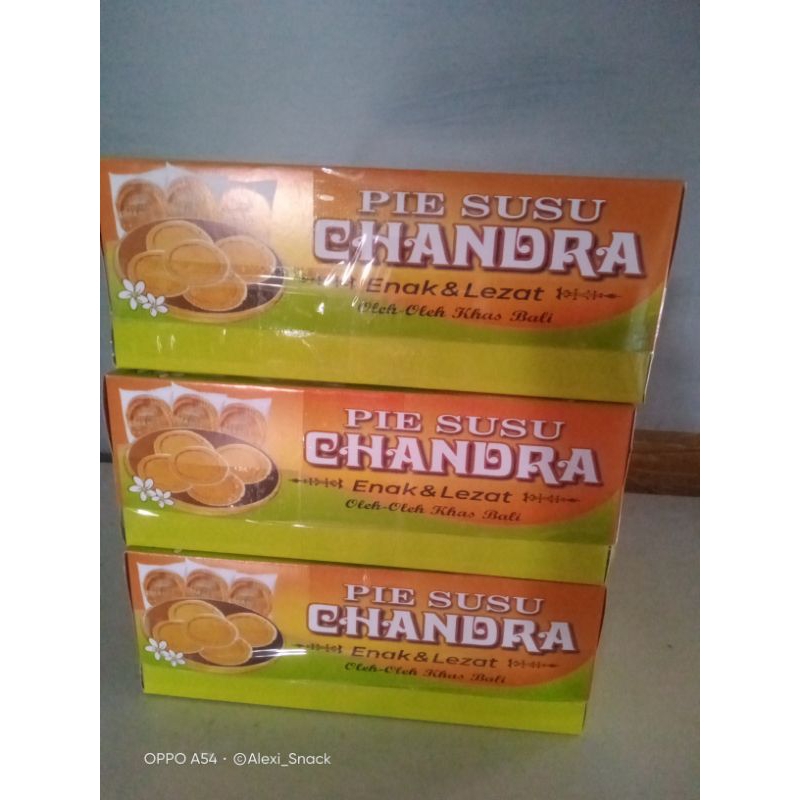 PIE SUSU
CHANDRA
Enak & Lezat
Oleh-Oleh Khas Bali
PIE SUSU
CHANDRA
Enak & Lezat
Oleh-Oleh Khas Bali
PIE SUSU
CHANDRA
Enak & Lezat
Oleh-Oleh Khas Bali
OPPO A54 · ©Alexi_Snack